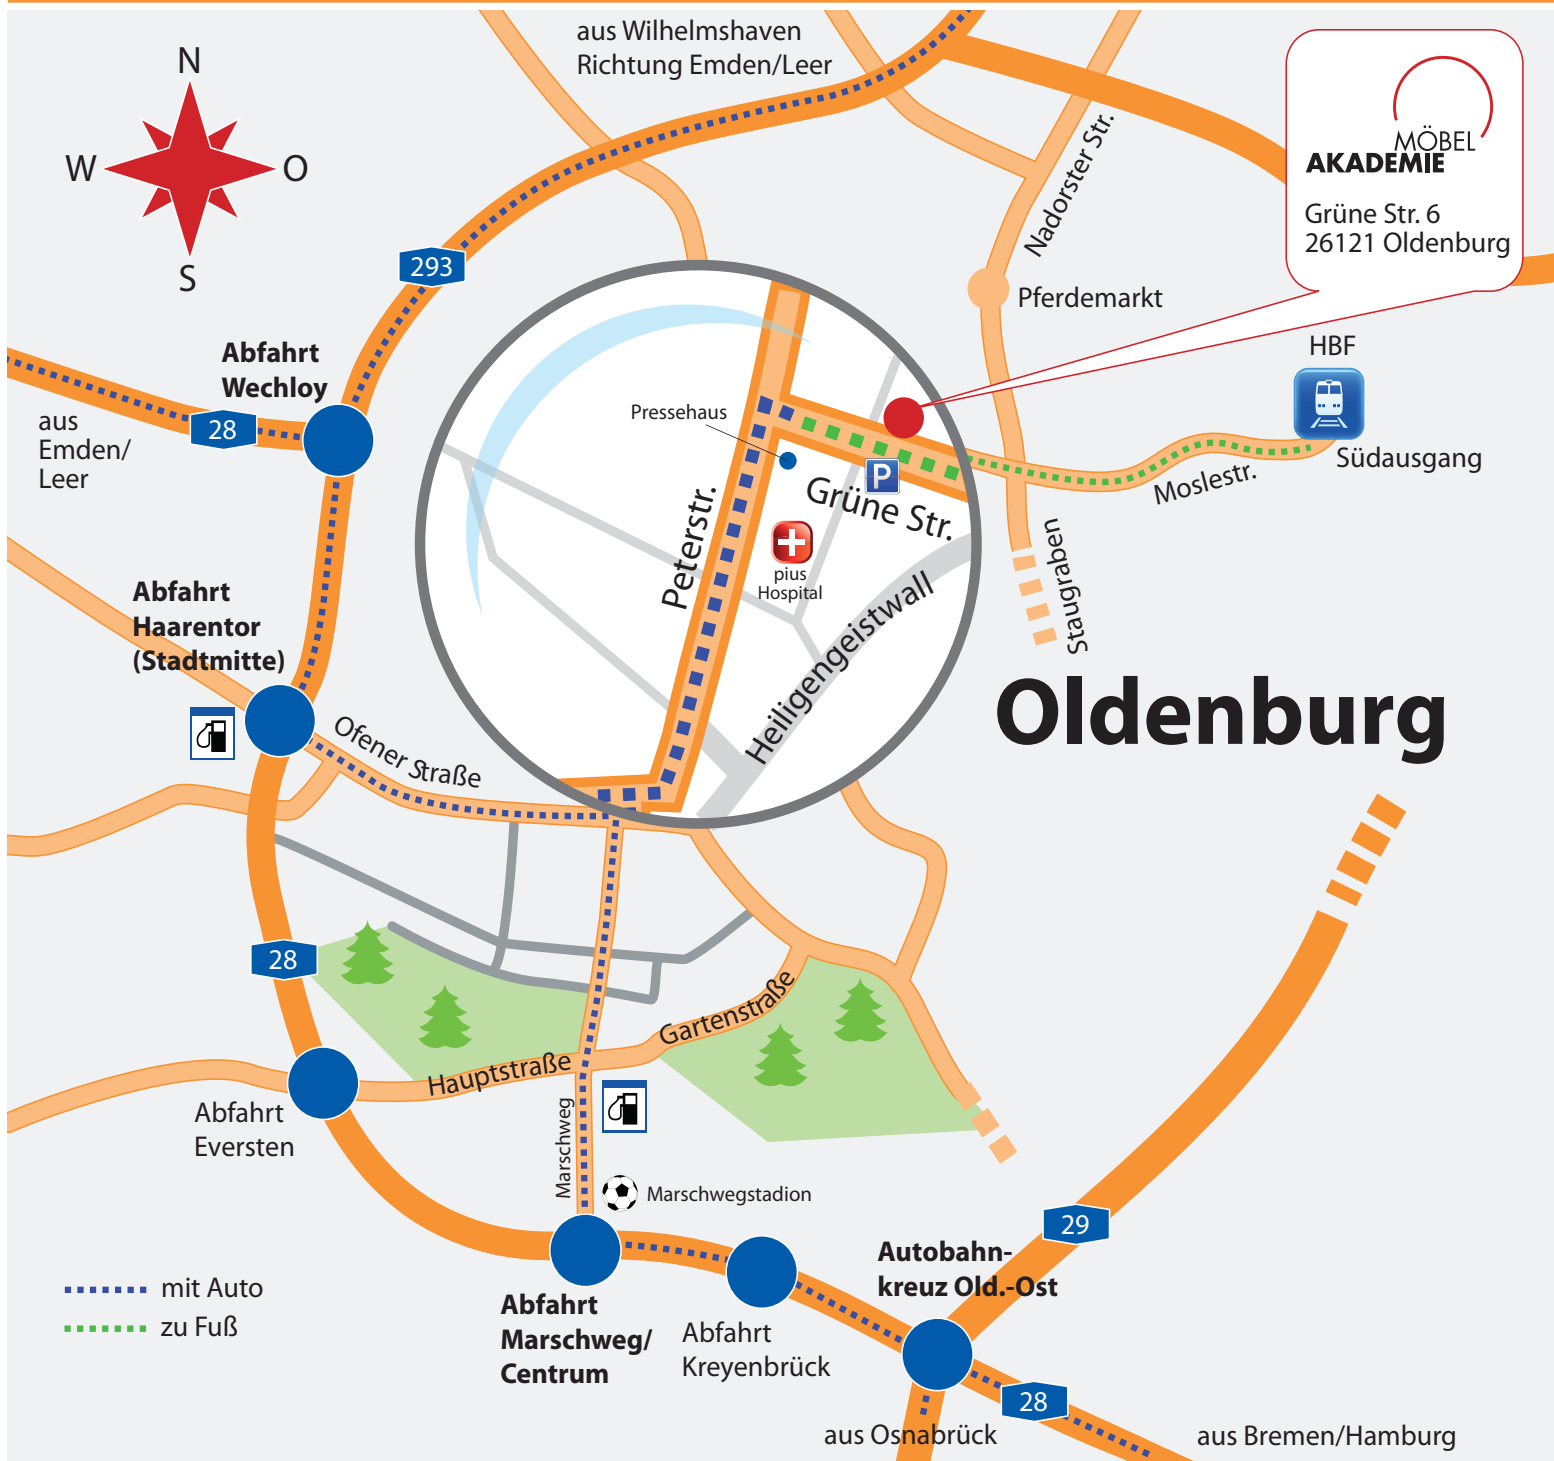 aus Wilhelmshaven
Richtung Emden/Leer
N
W
O
S
MÖBEL
AKADEMIE
Grüne Str. 6
26121 Oldenburg
Nadorster Str.
293
Pferdemarkt
HBF
Südausgang
Moslestr.
Abfahrt
Wechloy
28
aus
Emden/
Leer
Pressehaus
P
Grüne Str.
Peterstr.
pius
Hospital
Heiligengeistwall
Staugraben
Abfahrt
Haarentor
(Stadtmitte)
Oldenburg
Ofener Straße
28
Gartenstraße
Hauptstraße
Abfahrt
Eversten
Marschweg
Marschwegstadion
29
Autobahn-
kreuz Old.-Ost
mit Auto
zu Fuß
Abfahrt
Marschweg/
Centrum
Abfahrt
Kreyenbrück
28
aus Osnabrück
aus Bremen/Hamburg